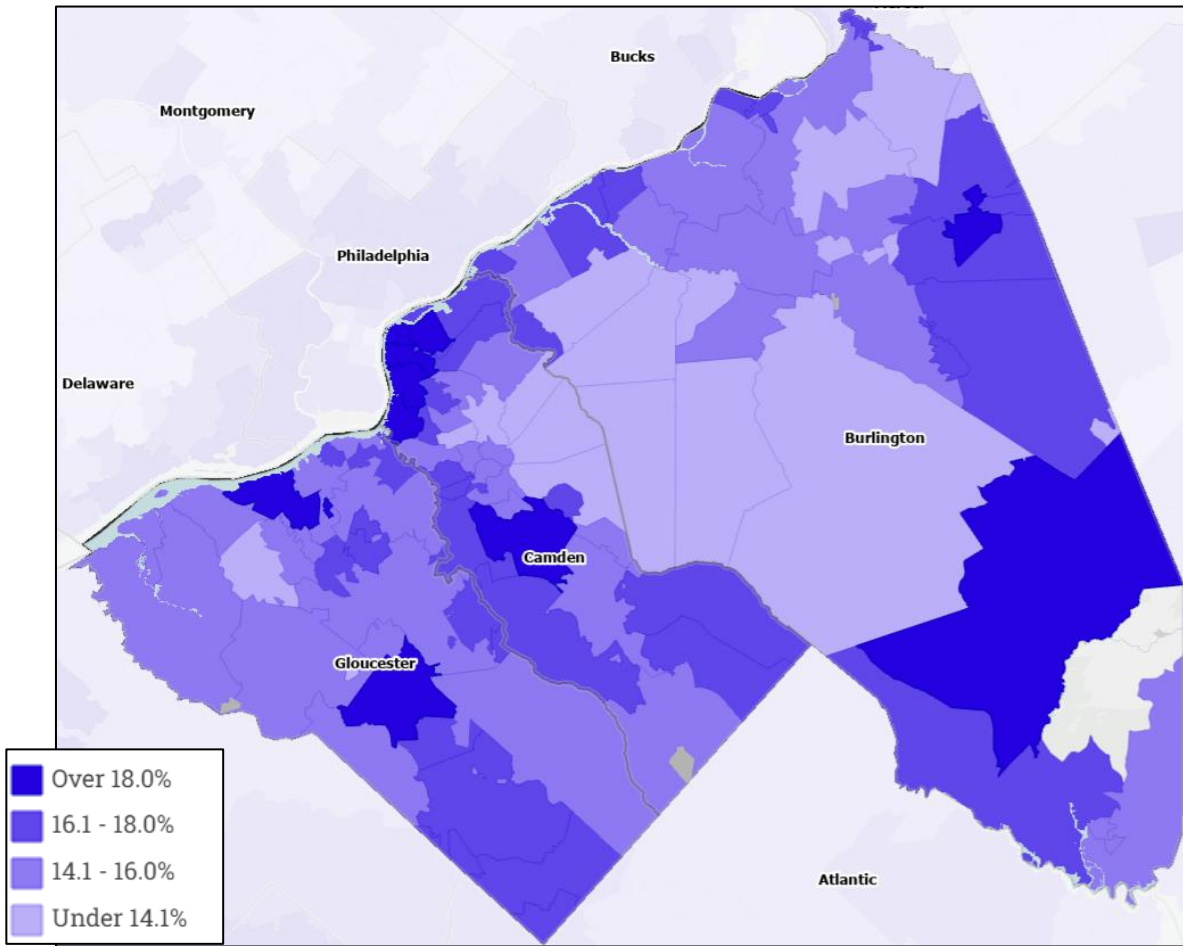 Bucks
Montgomery
Philadelphia
Delaware
Burlington
Camden
Gloucester
Atlantic
Over 18.0%
16.1 - 18.0%
14.1 - 16.0%
Under 14.1%